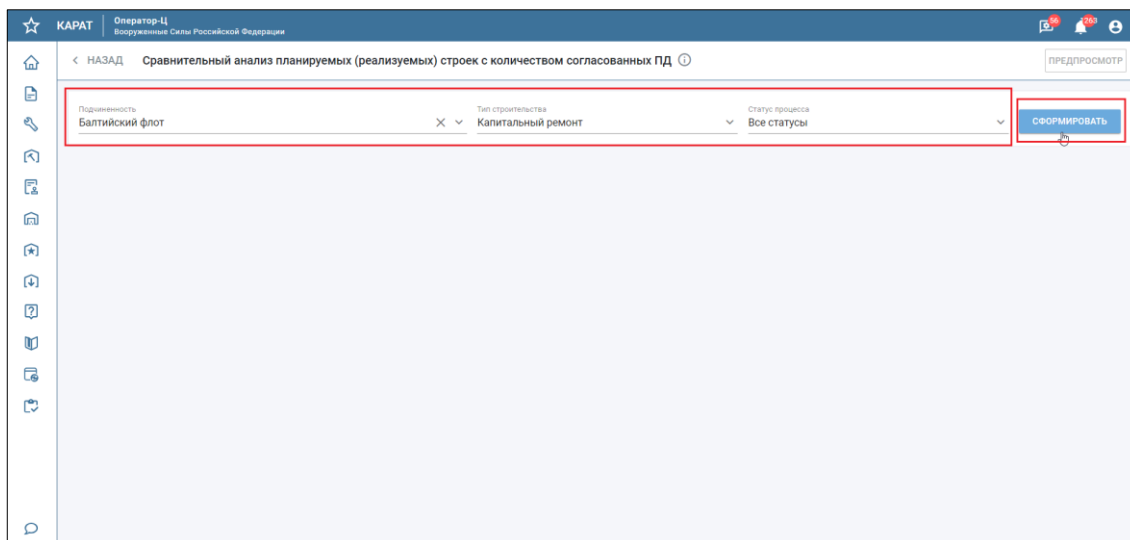 КАРАТ
Оператор-Ц
Вооруженные Силы Российской Федерации
56
263
НАЗАД
Сравнительный анализ планируемых (реализуемых) строек с количеством согласованных ПД
ПРЕДПРОСМОТР
Подчиненность
Балтийский флот
Тип строительства
Капитальный ремонт
Статус процесса
Все статусы
СФОРМИРОВАТЬ